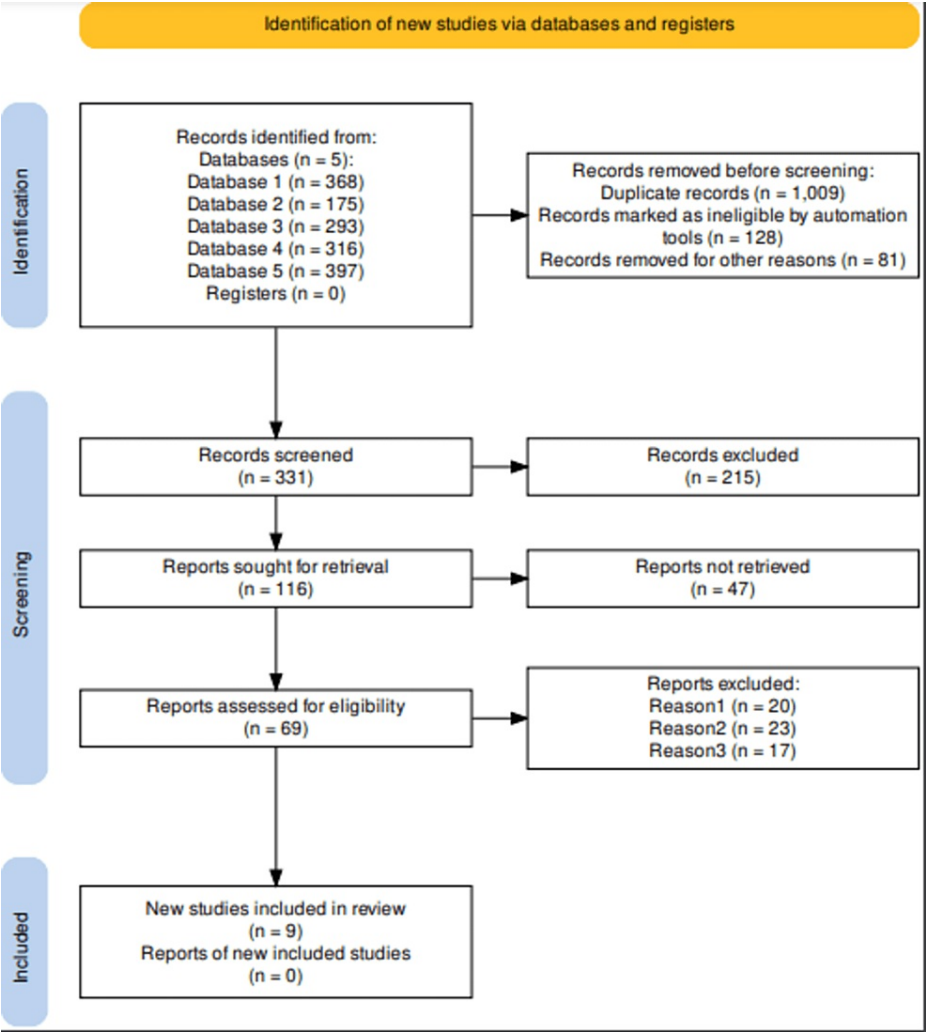 Identification of new studies via databases and registers
Identification
Records identified from:
Databases (n = 5):
Database 1 (n = 368)
Database 2 (n = 175)
Database 3 (n = 293)
Database 4 (n = 316)
Database 5 (n = 397)
Registers (n = 0)
Records removed before screening:
Duplicate records (n = 1,009)
Records marked as ineligible by automation
tools (n = 128)
Records removed for other reasons (n = 81)
Screening
Records screened
(n = 331)
Records excluded
(n = 215)
Reports sought for retrieval
(n = 116)
Reports not retrieved
(n = 47)
Reports assessed for eligibility
(n = 69)
Reports excluded:
Reason1 (n = 20)
Reason2 (n = 23)
Reason3 (n = 17)
Included
New studies included in review
(n = 9)
Reports of new included studies
(n = 0)